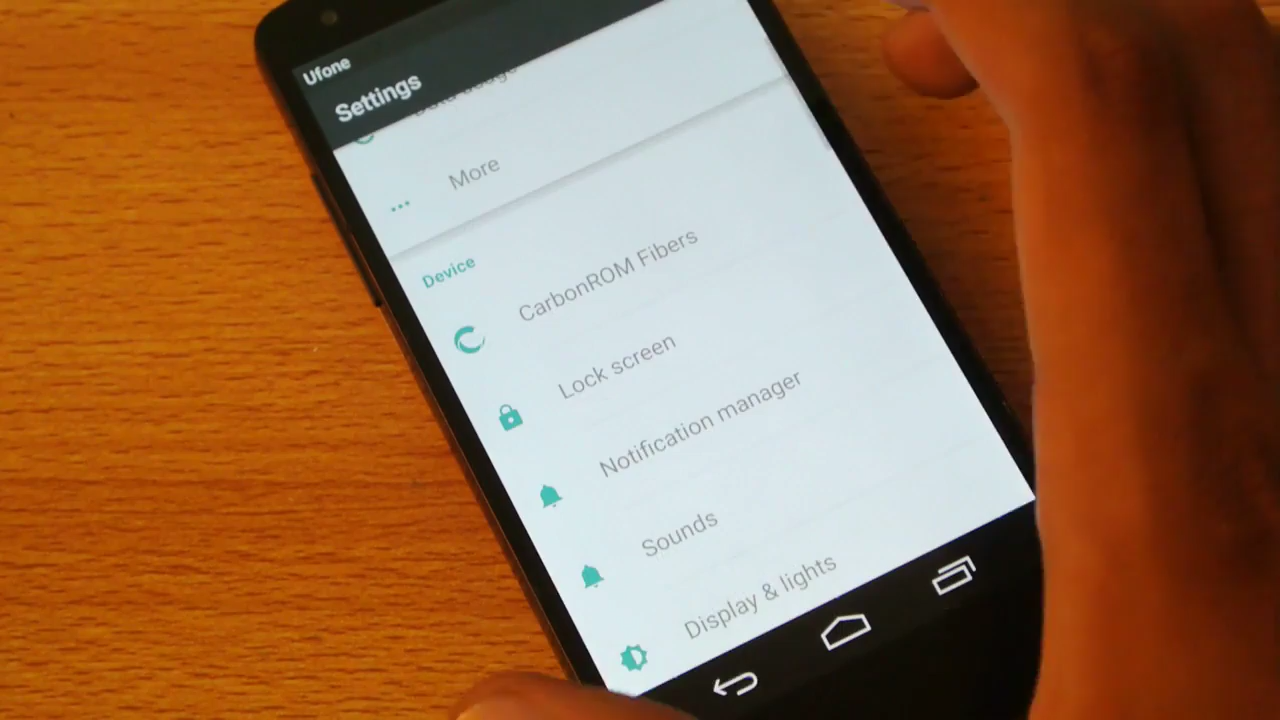 Ufone
Settings
More
Device
CarbonROM Fibers
Lock screen
Notification manager
Sounds
Display & lights